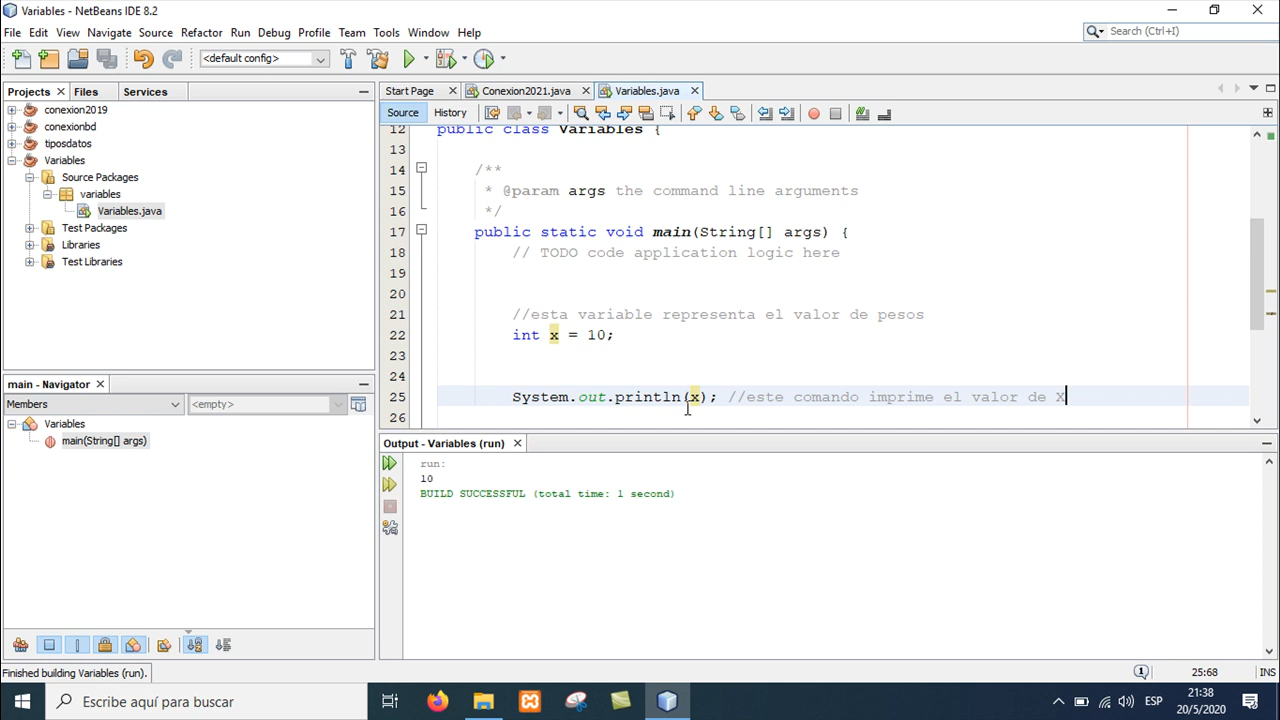 Variables - NetBeans IDE 8.2
File Edit View Navigate Source Refactor Run Debug Profile Team Tools Window Help
Search (Ctrl+I)
<default config>
Projects Files Services
Start Page Conexion2021.java Variables.java
Source History
conexion2019
conexionbd
tiposdatos
Variables
Source Packages
variables
Variables.java
Test Packages
Libraries
Test Libraries
12 public class Variables {
13
14 /**
15 * @param args the command line arguments
16 */
17 public static void main(String[] args) {
18 // TODO code application logic here
19
20
21 //esta variable representa el valor de pesos
22 int x = 10;
23
24
25 System.out.println(x); //este comando imprime el valor de X
26
main - Navigator
Members <empty>
Variables
main(String[] args)
Output - Variables (run)
run:
10
BUILD SUCCESSFUL (total time: 1 second)
Finished building Variables (run).
1
25:68 INS
Escribe aquí para buscar
ESP
21:38
20/5/2020